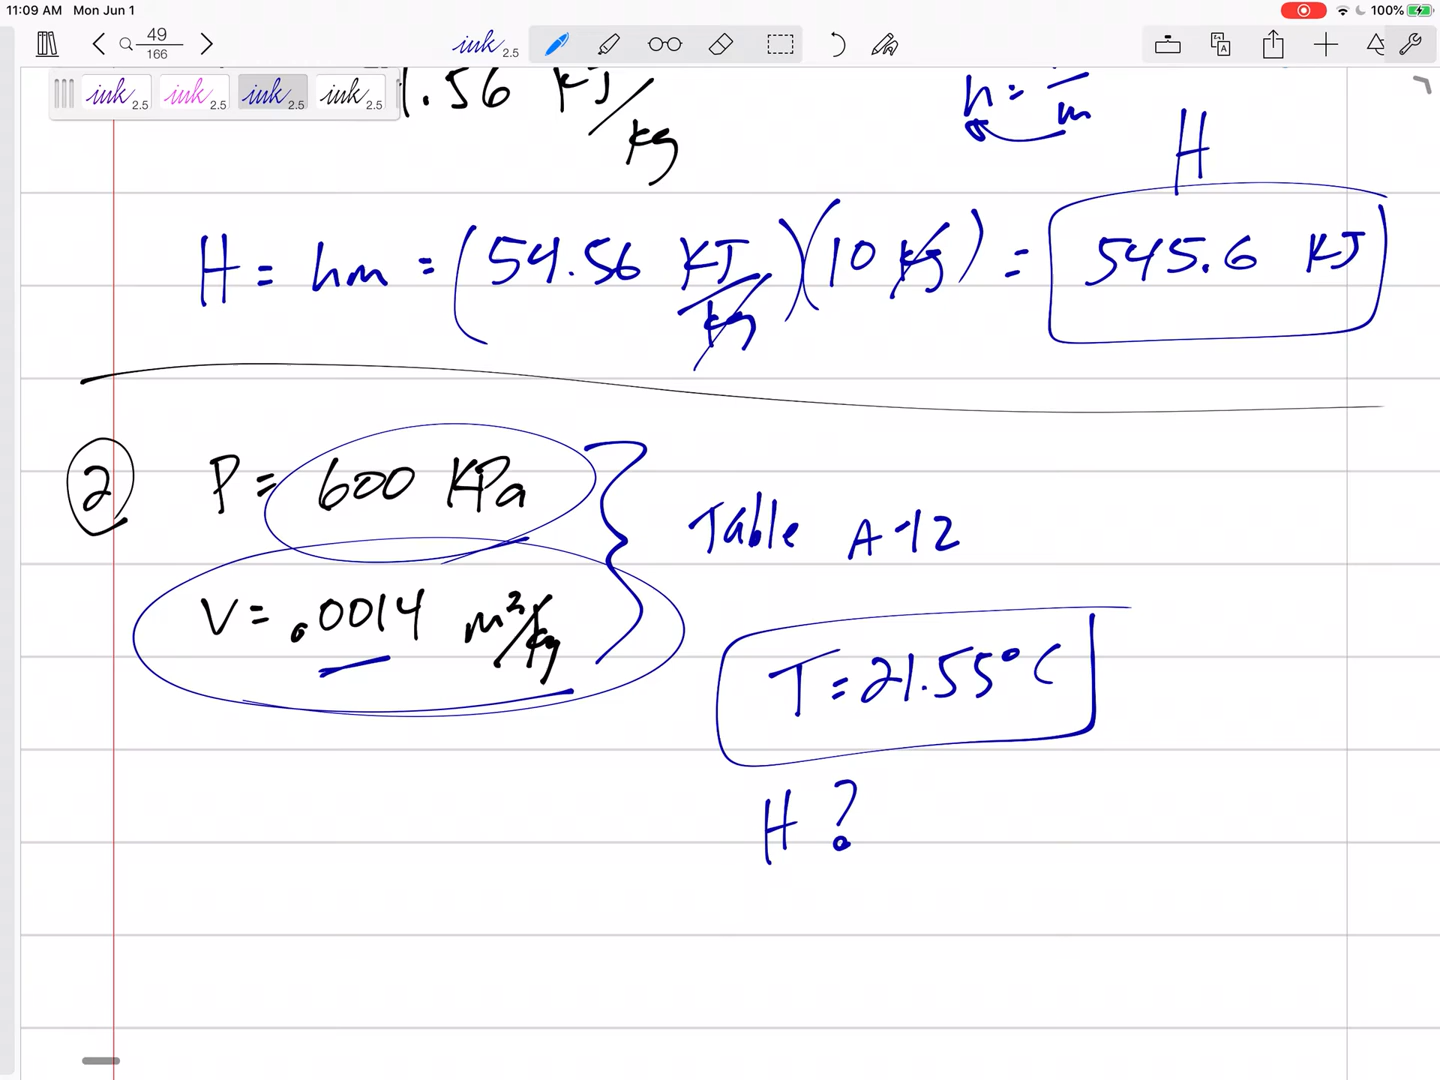 11:09 AM Mon Jun 1
100%
49
166
ink 2.5
ink 2.5 ink 2.5 ink 2.5 ink 2.5
.56 KJ/kg
h = m
H
H = hm = (54.56 KJ/kg)(10 kg) = 545.6 KJ
2 P = 600 KPa
Table A-12
V = .0014 m³/kg
T = 21.55°C
H ?